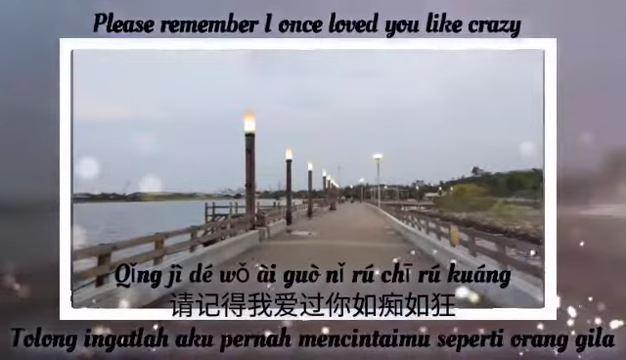 Please remember I once loved you like crazy
Qǐng jì dé wǒ ài guò nǐ rú chī rú kuáng
请记得我爱过你如痴如狂
Tolong ingatlah aku pernah mencintaimu seperti orang gila